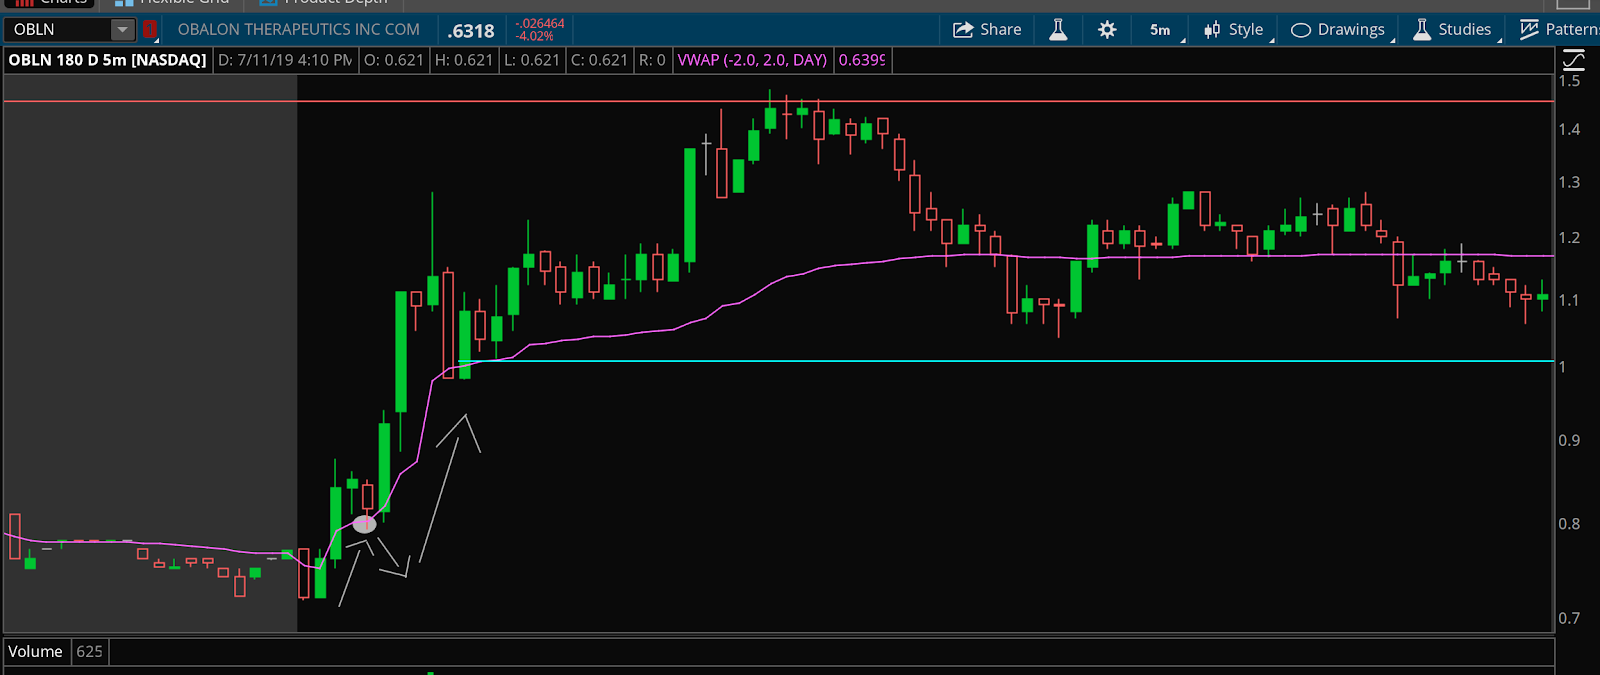 Charts Flexible Grid Product Depth
OBLN OBALON THERAPEUTICS INC COM .6318 -.026464 -4.02% Share 5m Style Drawings Studies Patterns
OBLN 180 D 5m [NASDAQ] D: 7/11/19 4:10 PM O: 0.621 H: 0.621 L: 0.621 C: 0.621 R: 0 VWAP (-2.0, 2.0, DAY) 0.6399
1.5
1.4
1.3
1.2
1.1
1
0.9
0.8
0.7
Volume 625